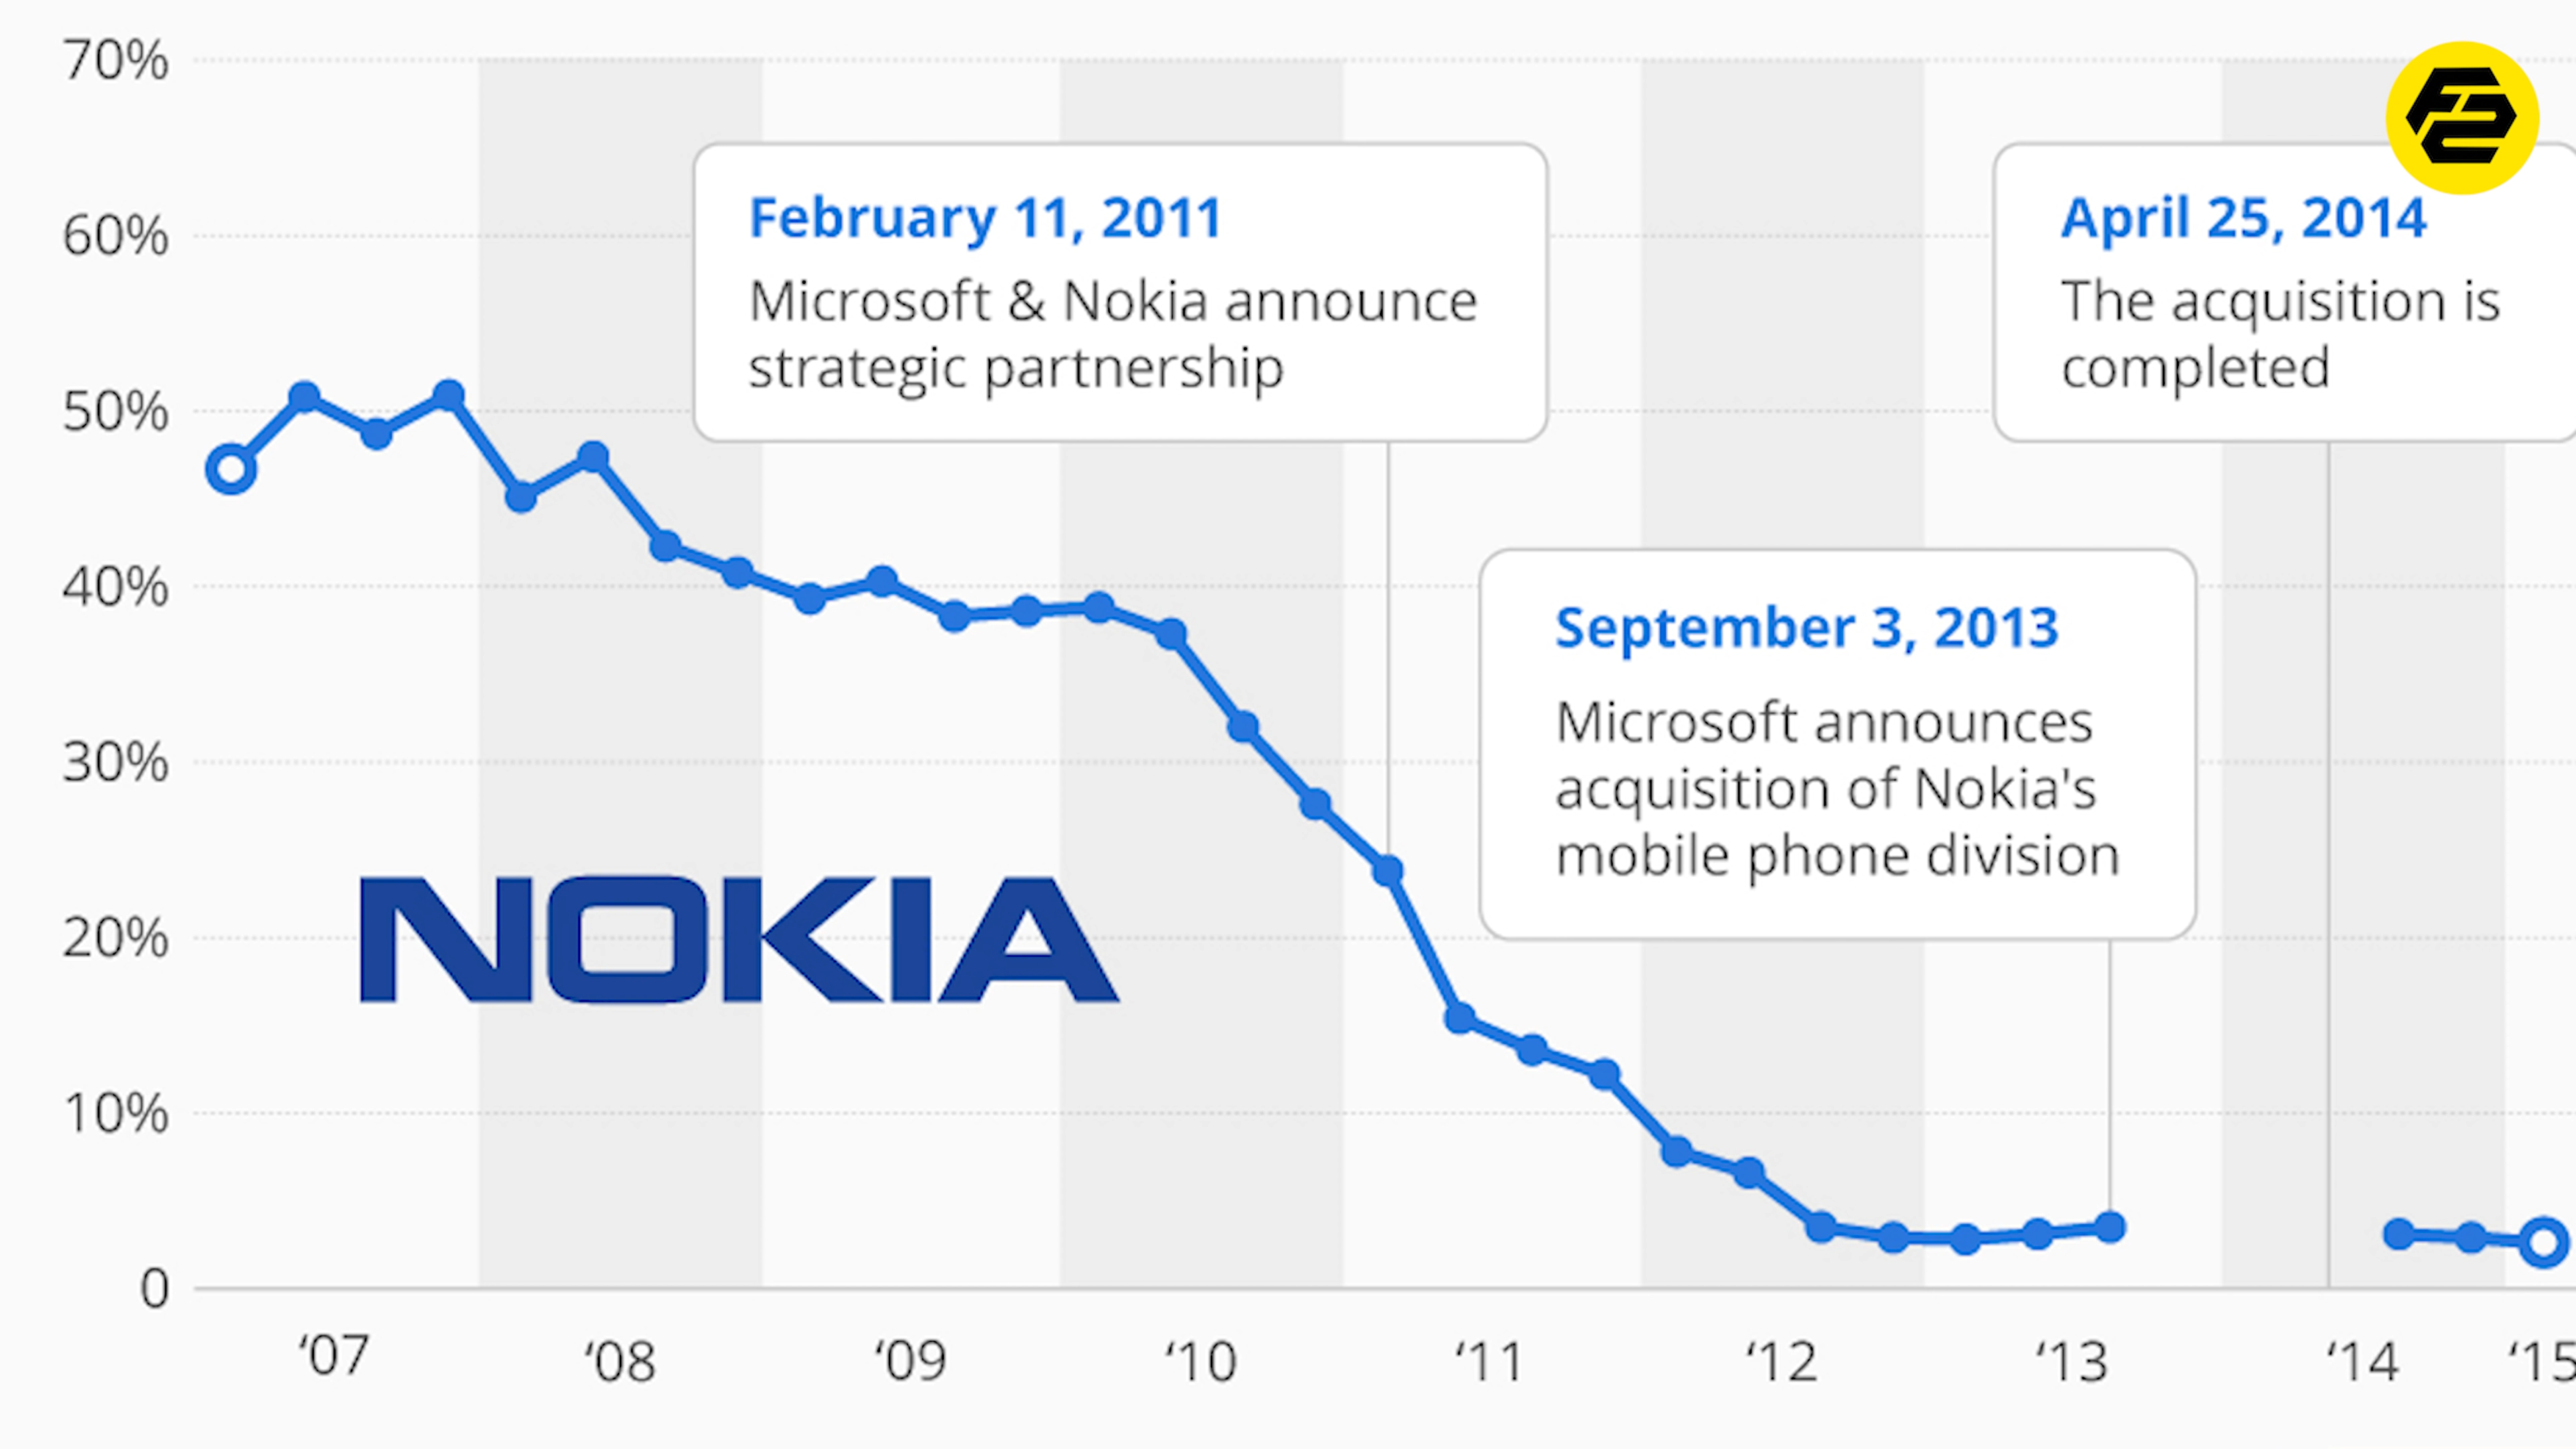 70%
60%
50%
40%
30%
20%
10%
0
February 11, 2011
Microsoft & Nokia announce
strategic partnership
April 25, 2014
The acquisition is
completed
September 3, 2013
Microsoft announces
acquisition of Nokia's
mobile phone division
NOKIA
‘07 ‘08 ‘09 ‘10 ‘11 ‘12 ‘13 ‘14 ‘15